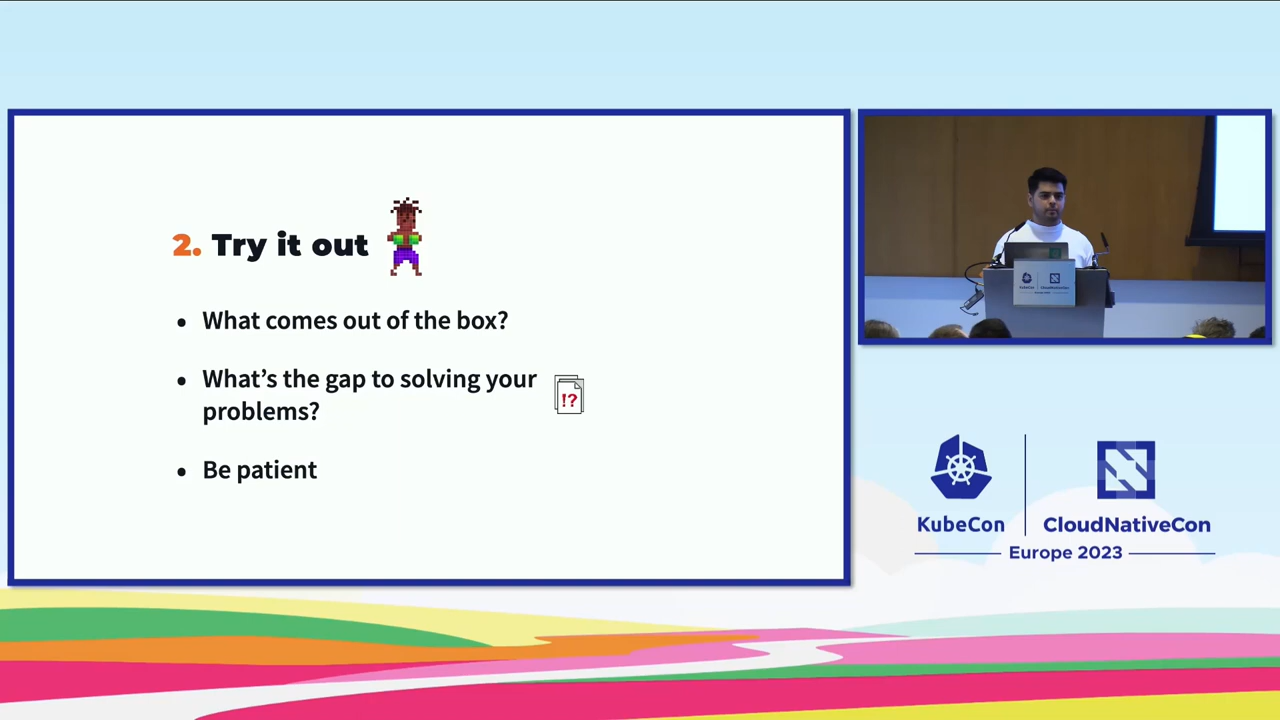 2. Try it out
• What comes out of the box?
• What's the gap to solving your
problems?
!?
• Be patient
KubeCon
CloudNativeCon
Europe 2023